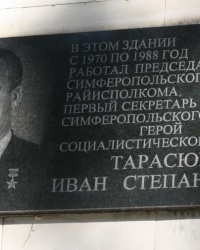 В ЭТОМ ЗДАНИИ
С 1970 ПО 1988 ГОД
РАБОТАЛ ПРЕДСЕДА
СИМФЕРОПОЛЬСКОГ
РАЙИСПОЛКОМА,
ПЕРВЫЙ СЕКРЕТАРЬ
СИМФЕРОПОЛЬСКОГО
ГЕРОЙ
СОЦИАЛИСТИЧЕСКО
ТАРАСЮ
ИВАН СТЕПАН